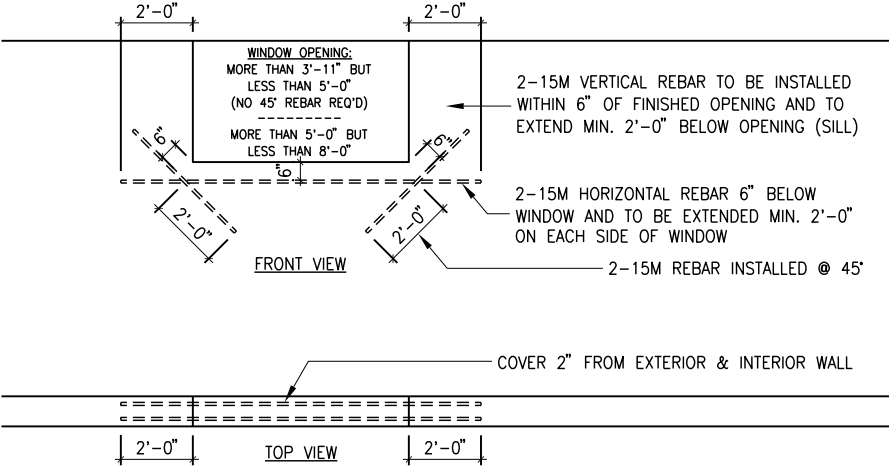 2'-0" 2'-0"
WINDOW OPENING:
MORE THAN 3'-11" BUT
LESS THAN 5'-0"
(NO 45° REBAR REQ'D)
---------
MORE THAN 5'-0" BUT
LESS THAN 8'-0"
2-15M VERTICAL REBAR TO BE INSTALLED
WITHIN 6" OF FINISHED OPENING AND TO
EXTEND MIN. 2'-0" BELOW OPENING (SILL)
6" 6"
6"
2-15M HORIZONTAL REBAR 6" BELOW
WINDOW AND TO BE EXTENDED MIN. 2'-0"
ON EACH SIDE OF WINDOW
2'-0" 2'-0"
FRONT VIEW
2-15M REBAR INSTALLED @ 45°
COVER 2" FROM EXTERIOR & INTERIOR WALL
2'-0" 2'-0"
TOP VIEW